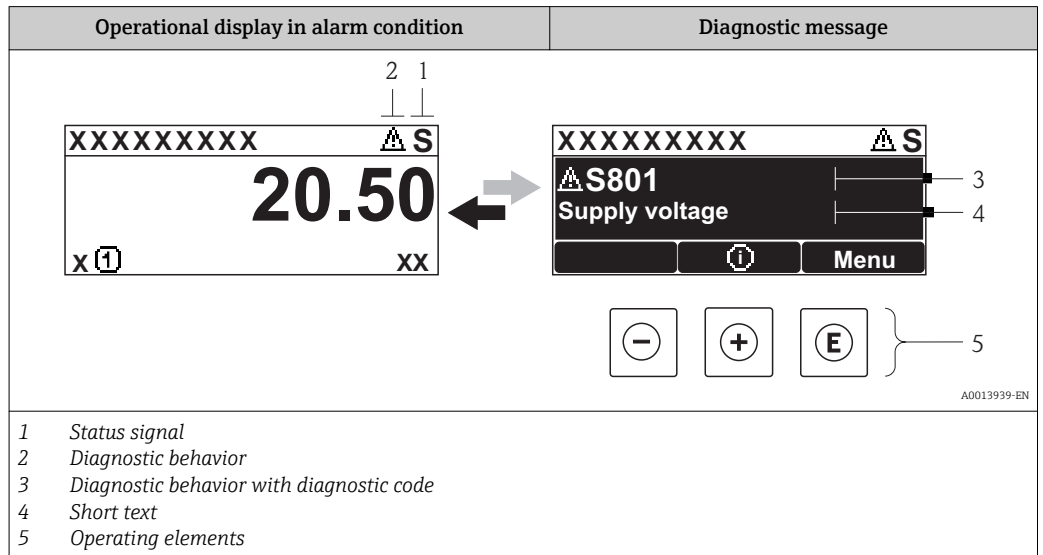 Operational display in alarm condition
Diagnostic message
2 1
XXXXXXXXX S
20.50
X 1 XX
XXXXXXXXX S
S801
3
Supply voltage
4
i Menu
- + E
5
A0013939-EN
1 Status signal
2 Diagnostic behavior
3 Diagnostic behavior with diagnostic code
4 Short text
5 Operating elements